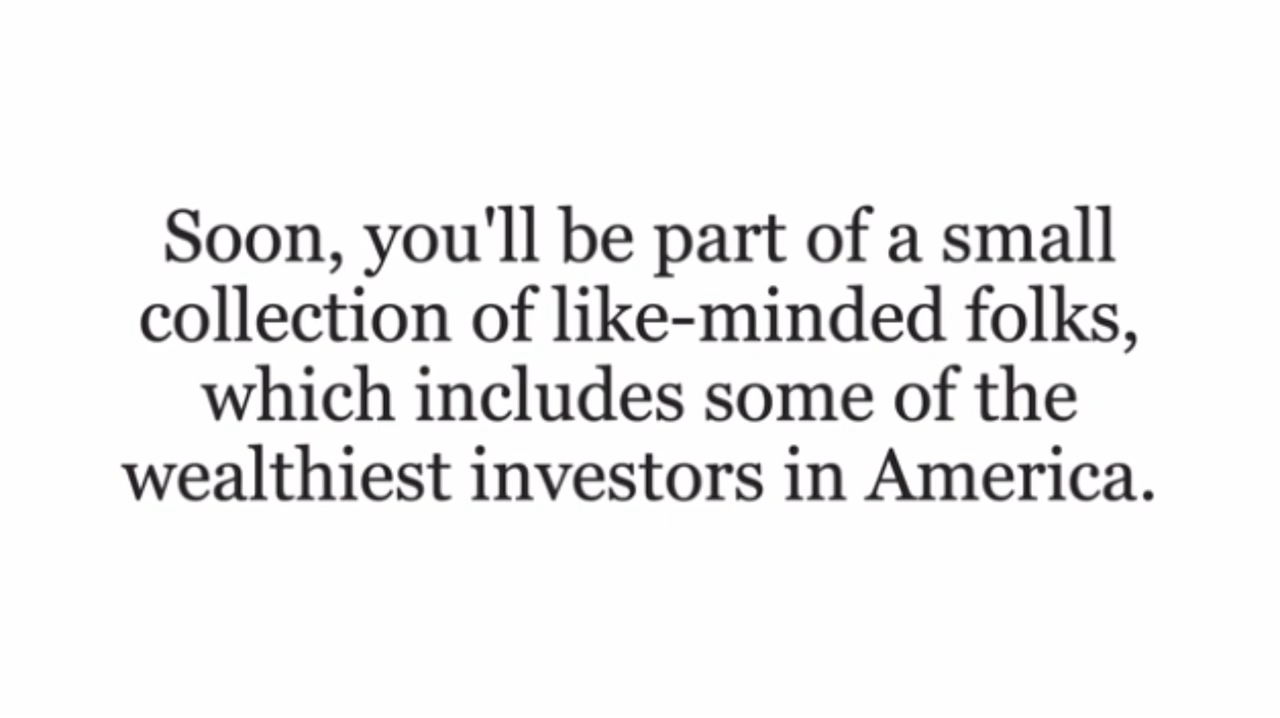 Soon, you'll be part of a small
collection of like-minded folks,
which includes some of the
wealthiest investors in America.